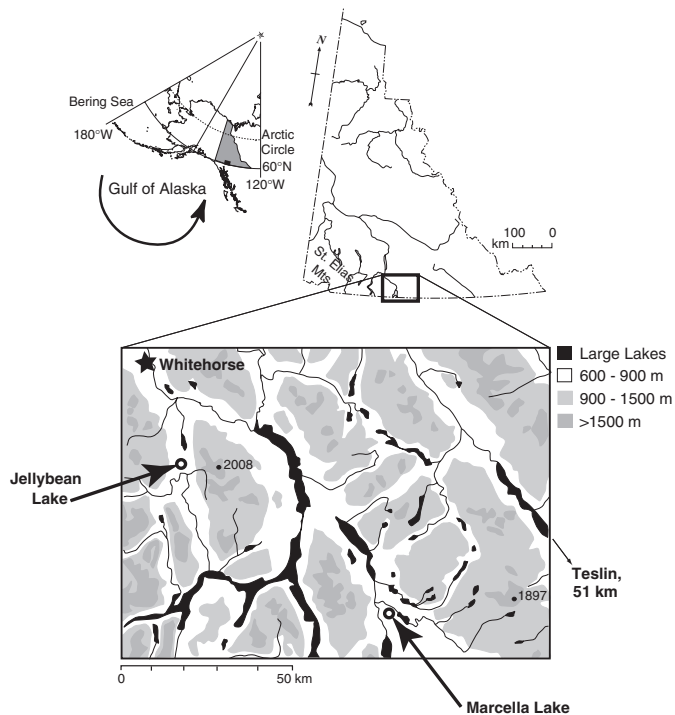 N
Bering Sea
180°W
Arctic
Circle
60°N
120°W
Gulf of Alaska
100 0
km
St. Elias
Mts.
Whitehorse
Large Lakes
600 - 900 m
900 - 1500 m
>1500 m
2008
Jellybean
Lake
Teslin,
51 km
1897
0 50 km
Marcella Lake